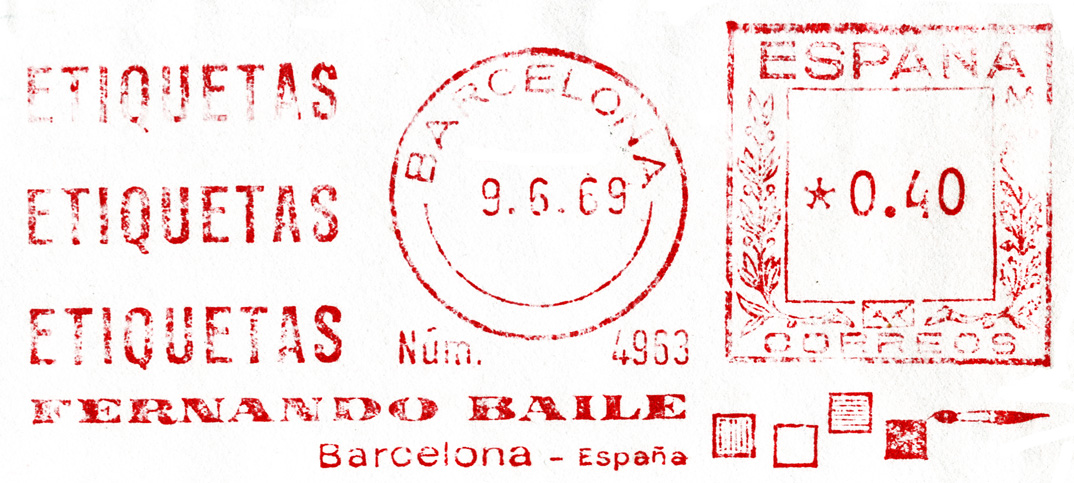 ETIQUETAS
ETIQUETAS
ETIQUETAS
BARCELONA
9.6.69
Núm. 4963
FERNANDO BAILE
Barcelona - España
ESPAÑA
M
*0.40
CORREOS